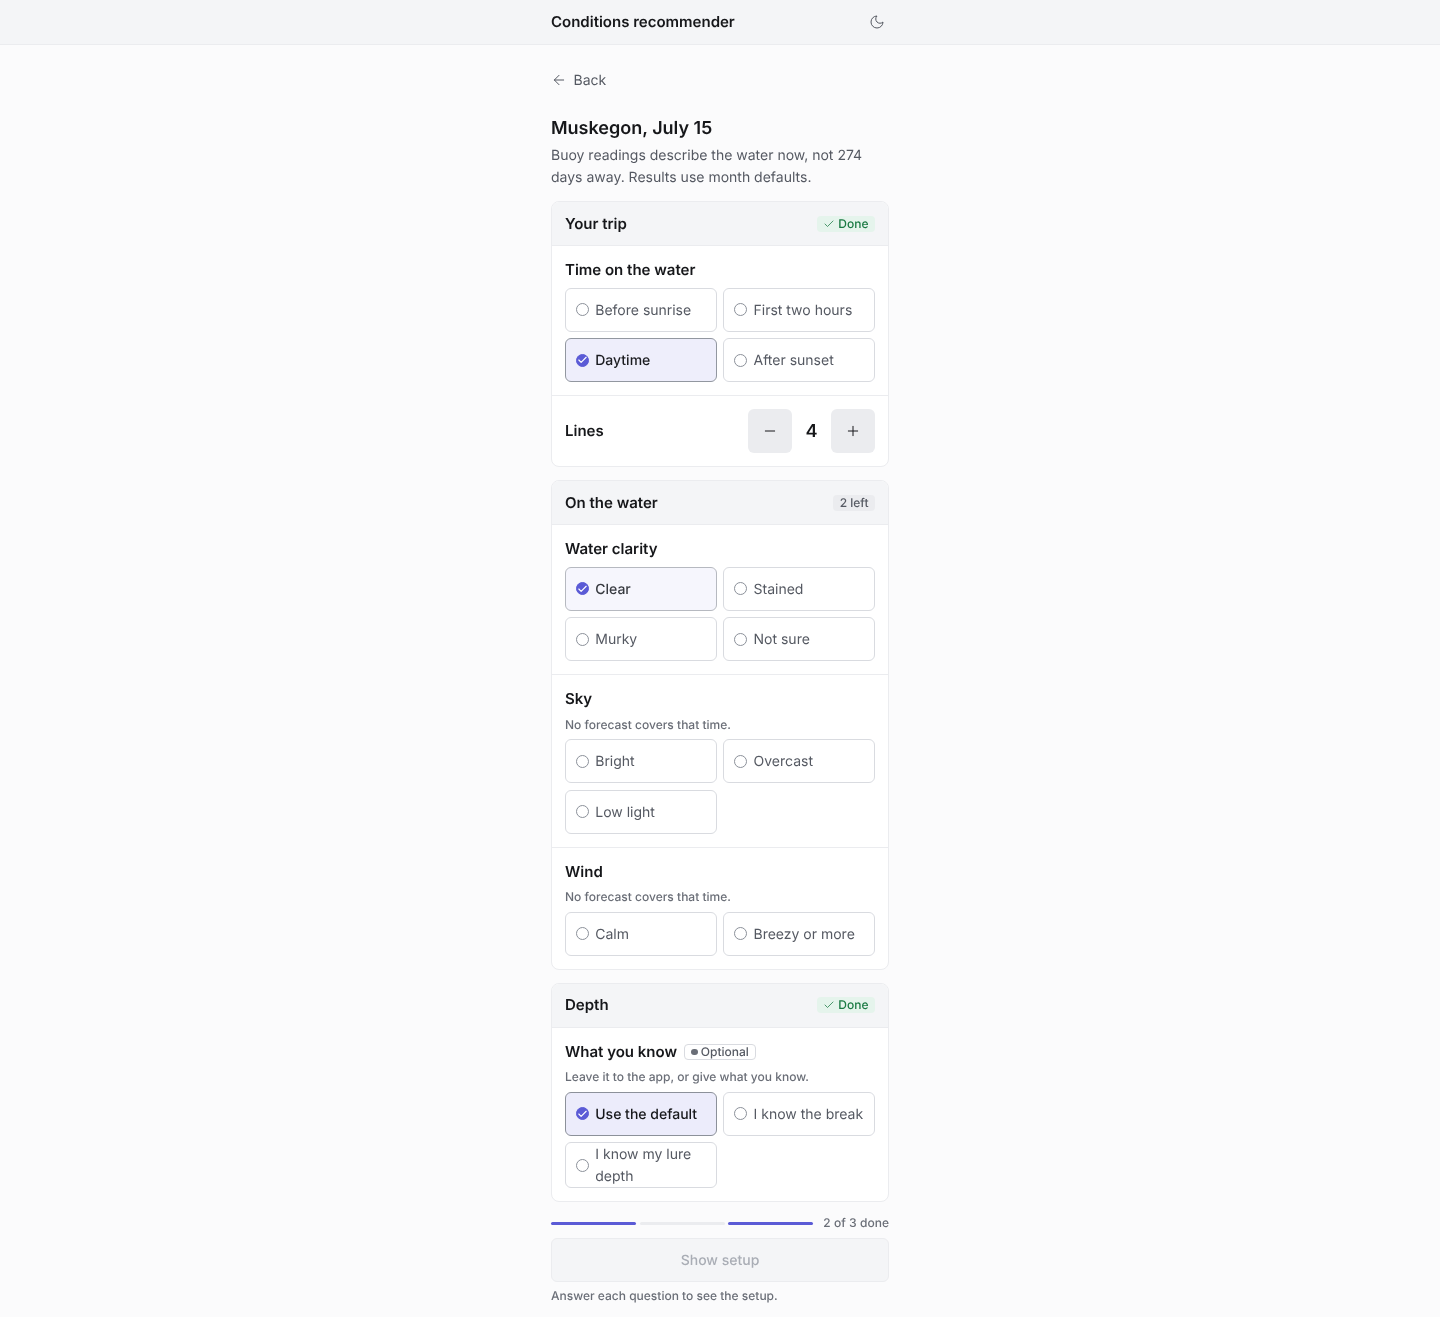 Conditions recommender
Back
Muskegon, July 15
Buoy readings describe the water now, not 274
days away. Results use month defaults.
Your trip
Done
Time on the water
Before sunrise
First two hours
Daytime
After sunset
Lines
4
On the water
2 left
Water clarity
Clear
Stained
Murky
Not sure
Sky
No forecast covers that time.
Bright
Overcast
Low light
Wind
No forecast covers that time.
Calm
Breezy or more
Depth
Done
What you know
Optional
Leave it to the app, or give what you know.
Use the default
I know the break
I know my lure
depth
2 of 3 done
Show setup
Answer each question to see the setup.